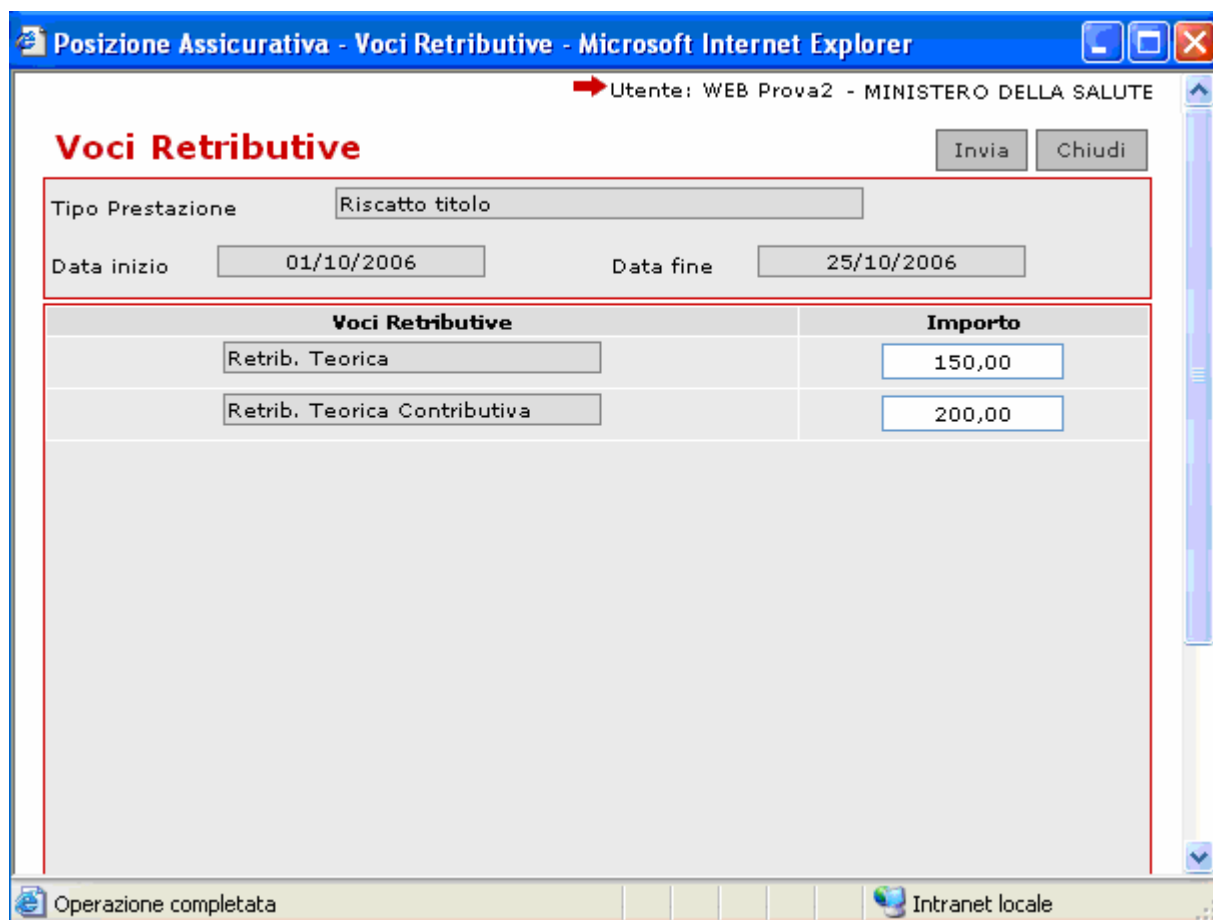 Posizione Assicurativa - Voci Retributive - Microsoft Internet Explorer
Utente: WEB Prova2 - MINISTERO DELLA SALUTE
Voci Retributive Invia Chiudi
Tipo Prestazione Riscatto titolo
Data inizio 01/10/2006 Data fine 25/10/2006
Voci Retributive Importo
Retrib. Teorica 150,00
Retrib. Teorica Contributiva 200,00
Operazione completata Intranet locale